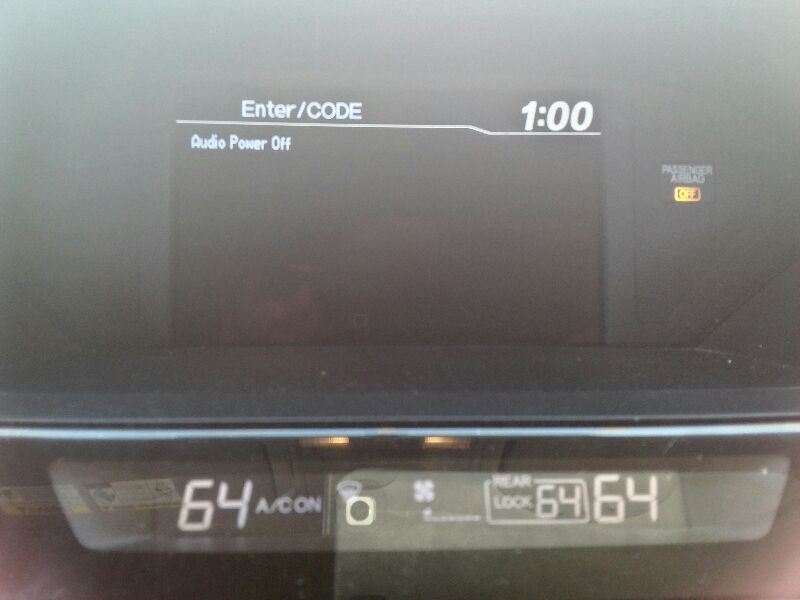 Enter/CODE 1:00
Audio Power Off
PASSENGER
AIRBAG
OFF
64 A/C ON REAR LOCK 64 64